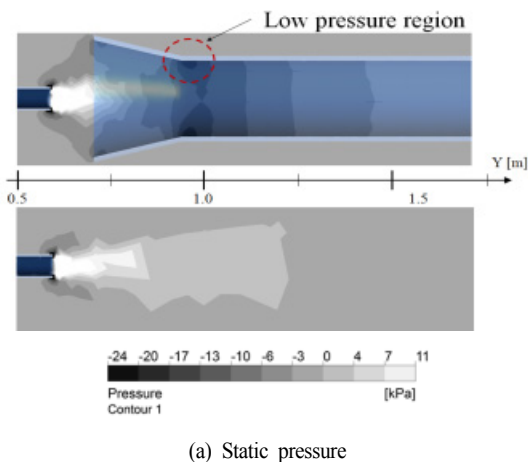 Low pressure region
Y [m]
0.5 1.0 1.5
-24 -20 -17 -13 -10 -6 -3 0 4 7 11
Pressure [kPa]
Contour 1
(a) Static pressure